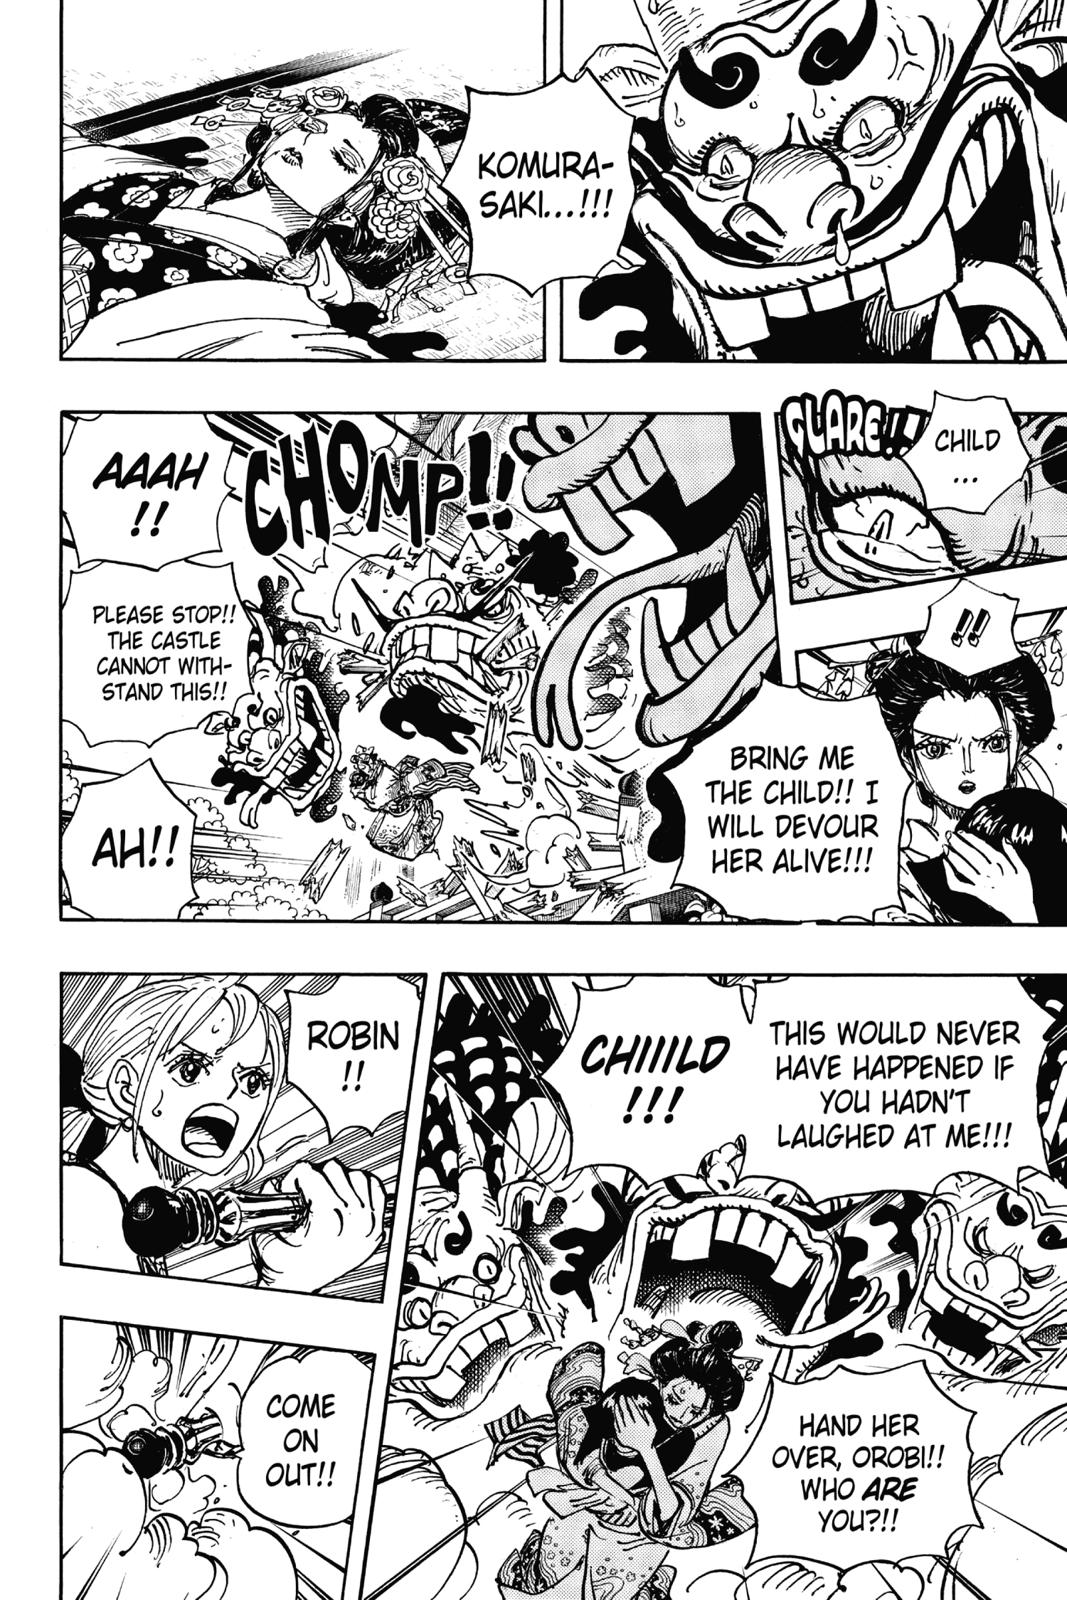 KOMURA-
SAKI...!!!
GLARE!!
CHILD
...
!!
BRING ME
THE CHILD!! I
WILL DEVOUR
HER ALIVE!!!
CHOMP!!
AAAH
!!
PLEASE STOP!!
THE CASTLE
CANNOT WITH-
STAND THIS!!
AH!!
THIS WOULD NEVER
HAVE HAPPENED IF
YOU HADN'T
LAUGHED AT ME!!!
CHIIILD
!!!
HAND HER
OVER, OROBI!!
WHO ARE
YOU?!!
ROBIN
!!
COME
ON
OUT!!